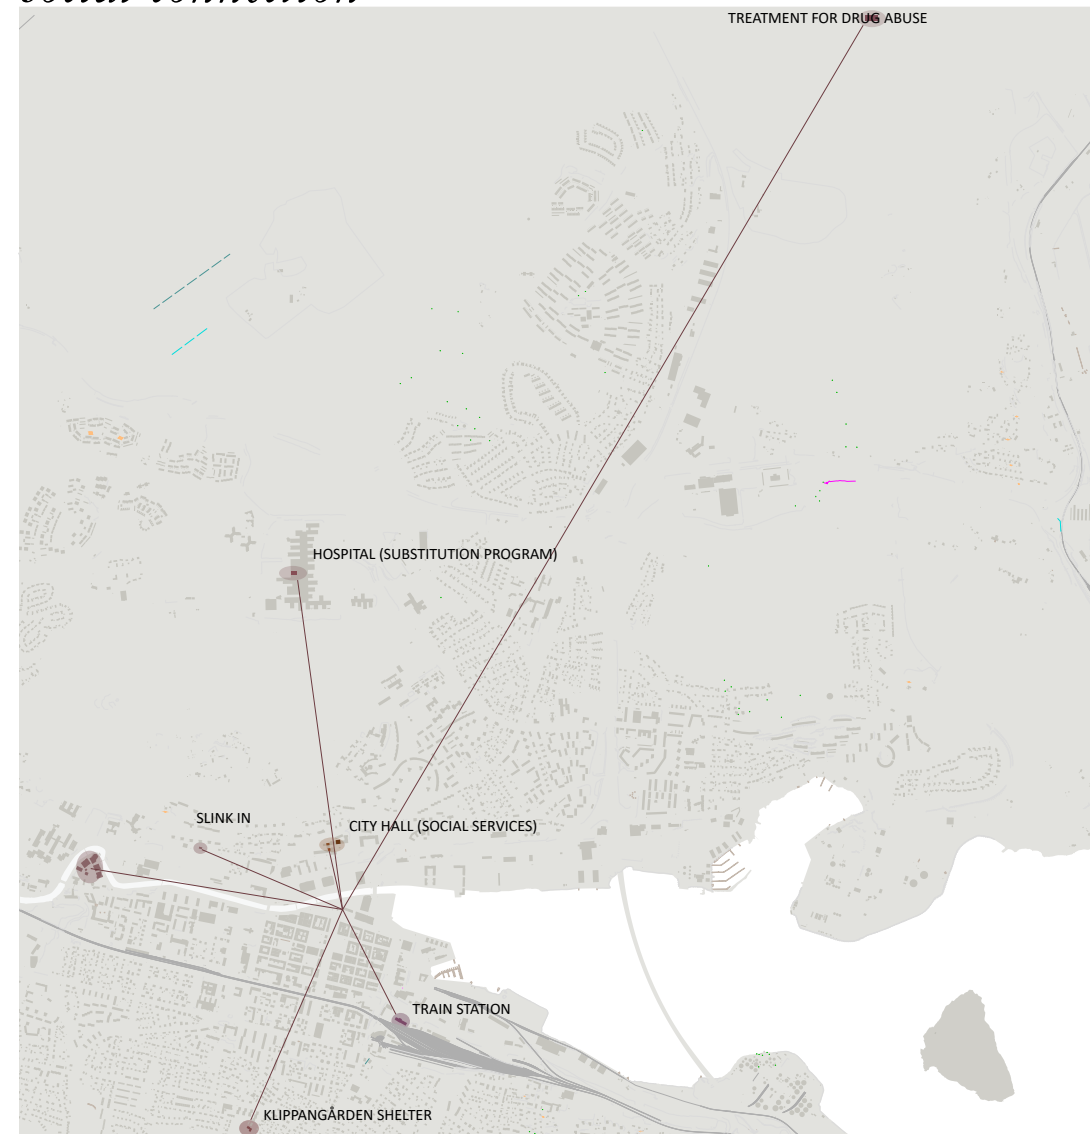 TREATMENT FOR DRUG ABUSE
HOSPITAL (SUBSTITUTION PROGRAM)
SLINK IN
CITY HALL (SOCIAL SERVICES)
TRAIN STATION
KLIPPANGÅRDEN SHELTER